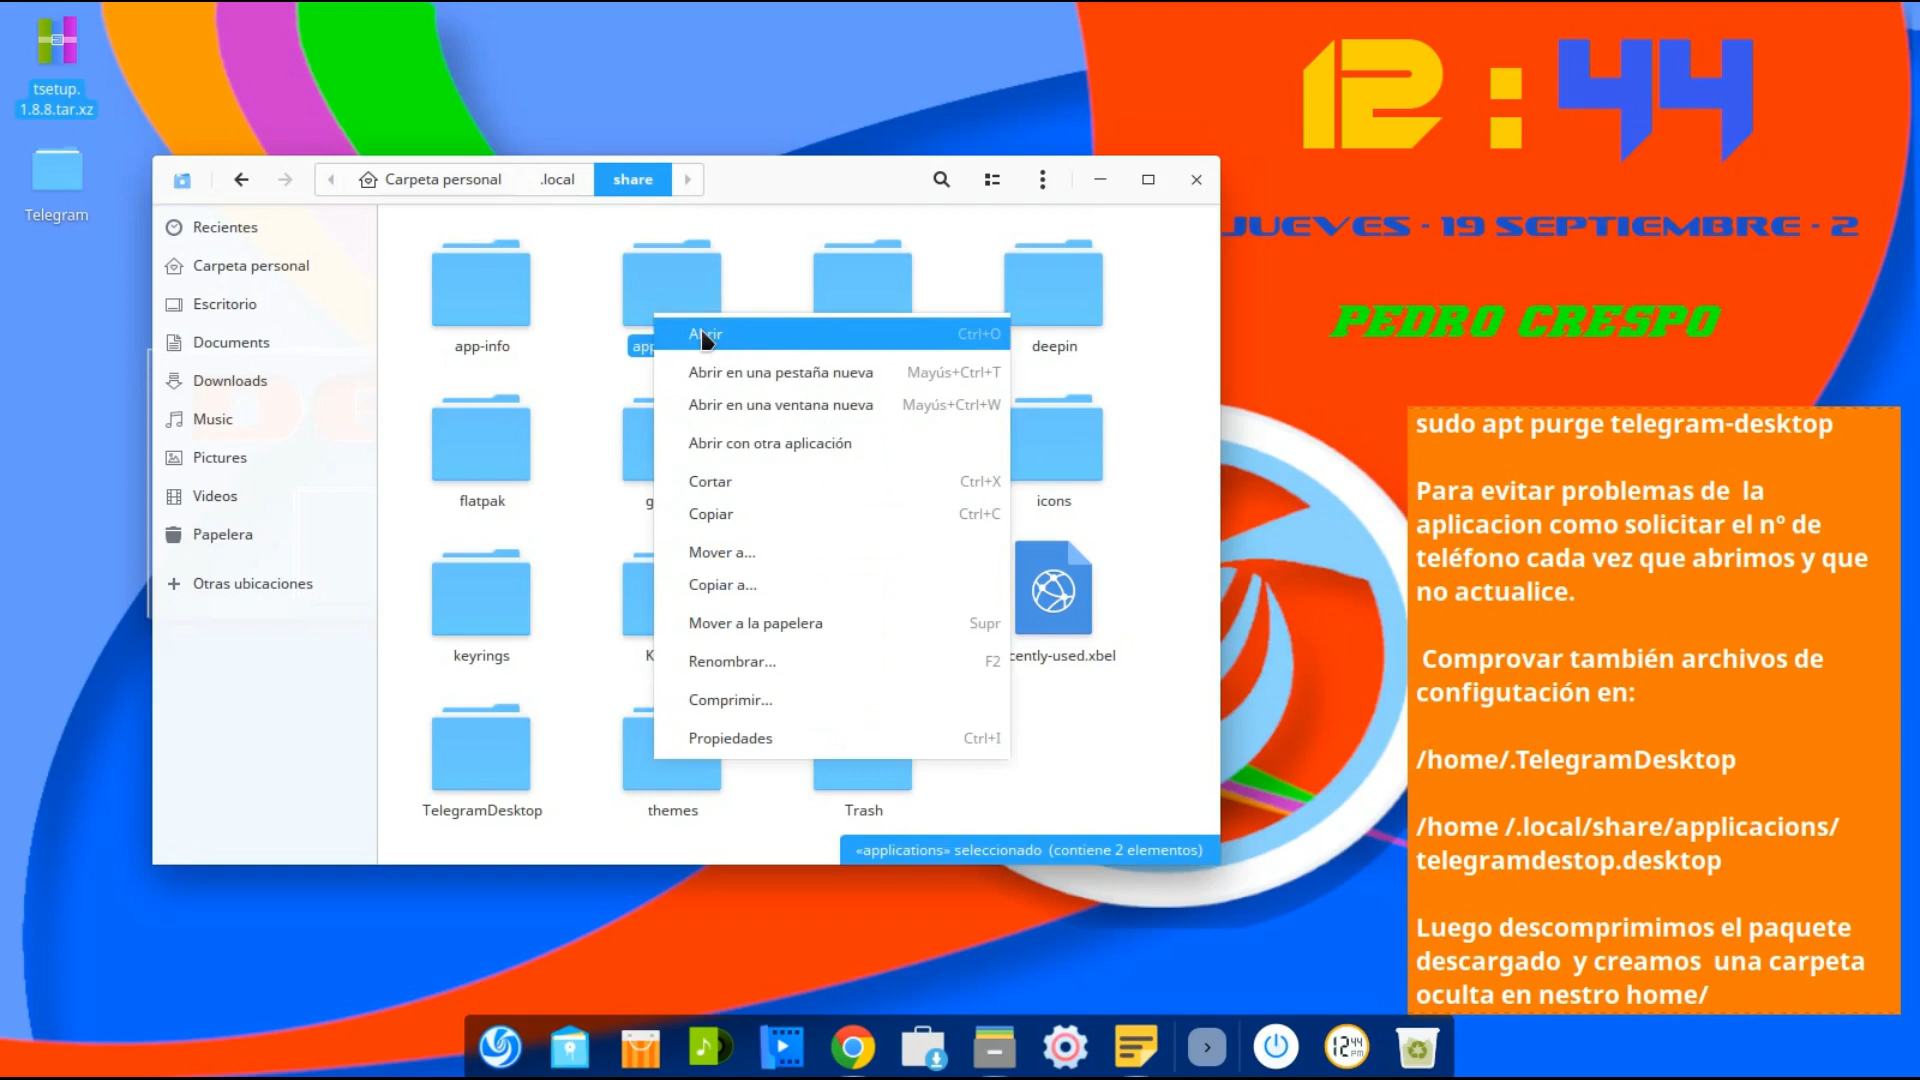 tsetup.
1.8.8.tar.xz
Telegram
12:44
JUEVES - 19 SEPTIEMBRE - 2
PEDRO CRESPO
Carpeta personal
.local
share
Recientes
Carpeta personal
Escritorio
Documents
Downloads
Music
Pictures
Videos
Papelera
+ Otras ubicaciones
app-info
app
deepin
flatpak
g
icons
keyrings
K
cently-used.xbel
TelegramDesktop
themes
Trash
Abrir Ctrl+O
Abrir en una pestaña nueva Mayús+Ctrl+T
Abrir en una ventana nueva Mayús+Ctrl+W
Abrir con otra aplicación
Cortar Ctrl+X
Copiar Ctrl+C
Mover a...
Copiar a...
Mover a la papelera Supr
Renombrar... F2
Comprimir...
Propiedades Ctrl+I
«applications» seleccionado (contiene 2 elementos)
sudo apt purge telegram-desktop
Para evitar problemas de la
aplicacion como solicitar el n° de
teléfono cada vez que abrimos y que
no actualice.
Comprovar también archivos de
configutación en:
/home/.TelegramDesktop
/home /.local/share/applicacions/
telegramdestop.desktop
Luego descomprimimos el paquete
descargado y creamos una carpeta
oculta en nestro home/
12 44
PM